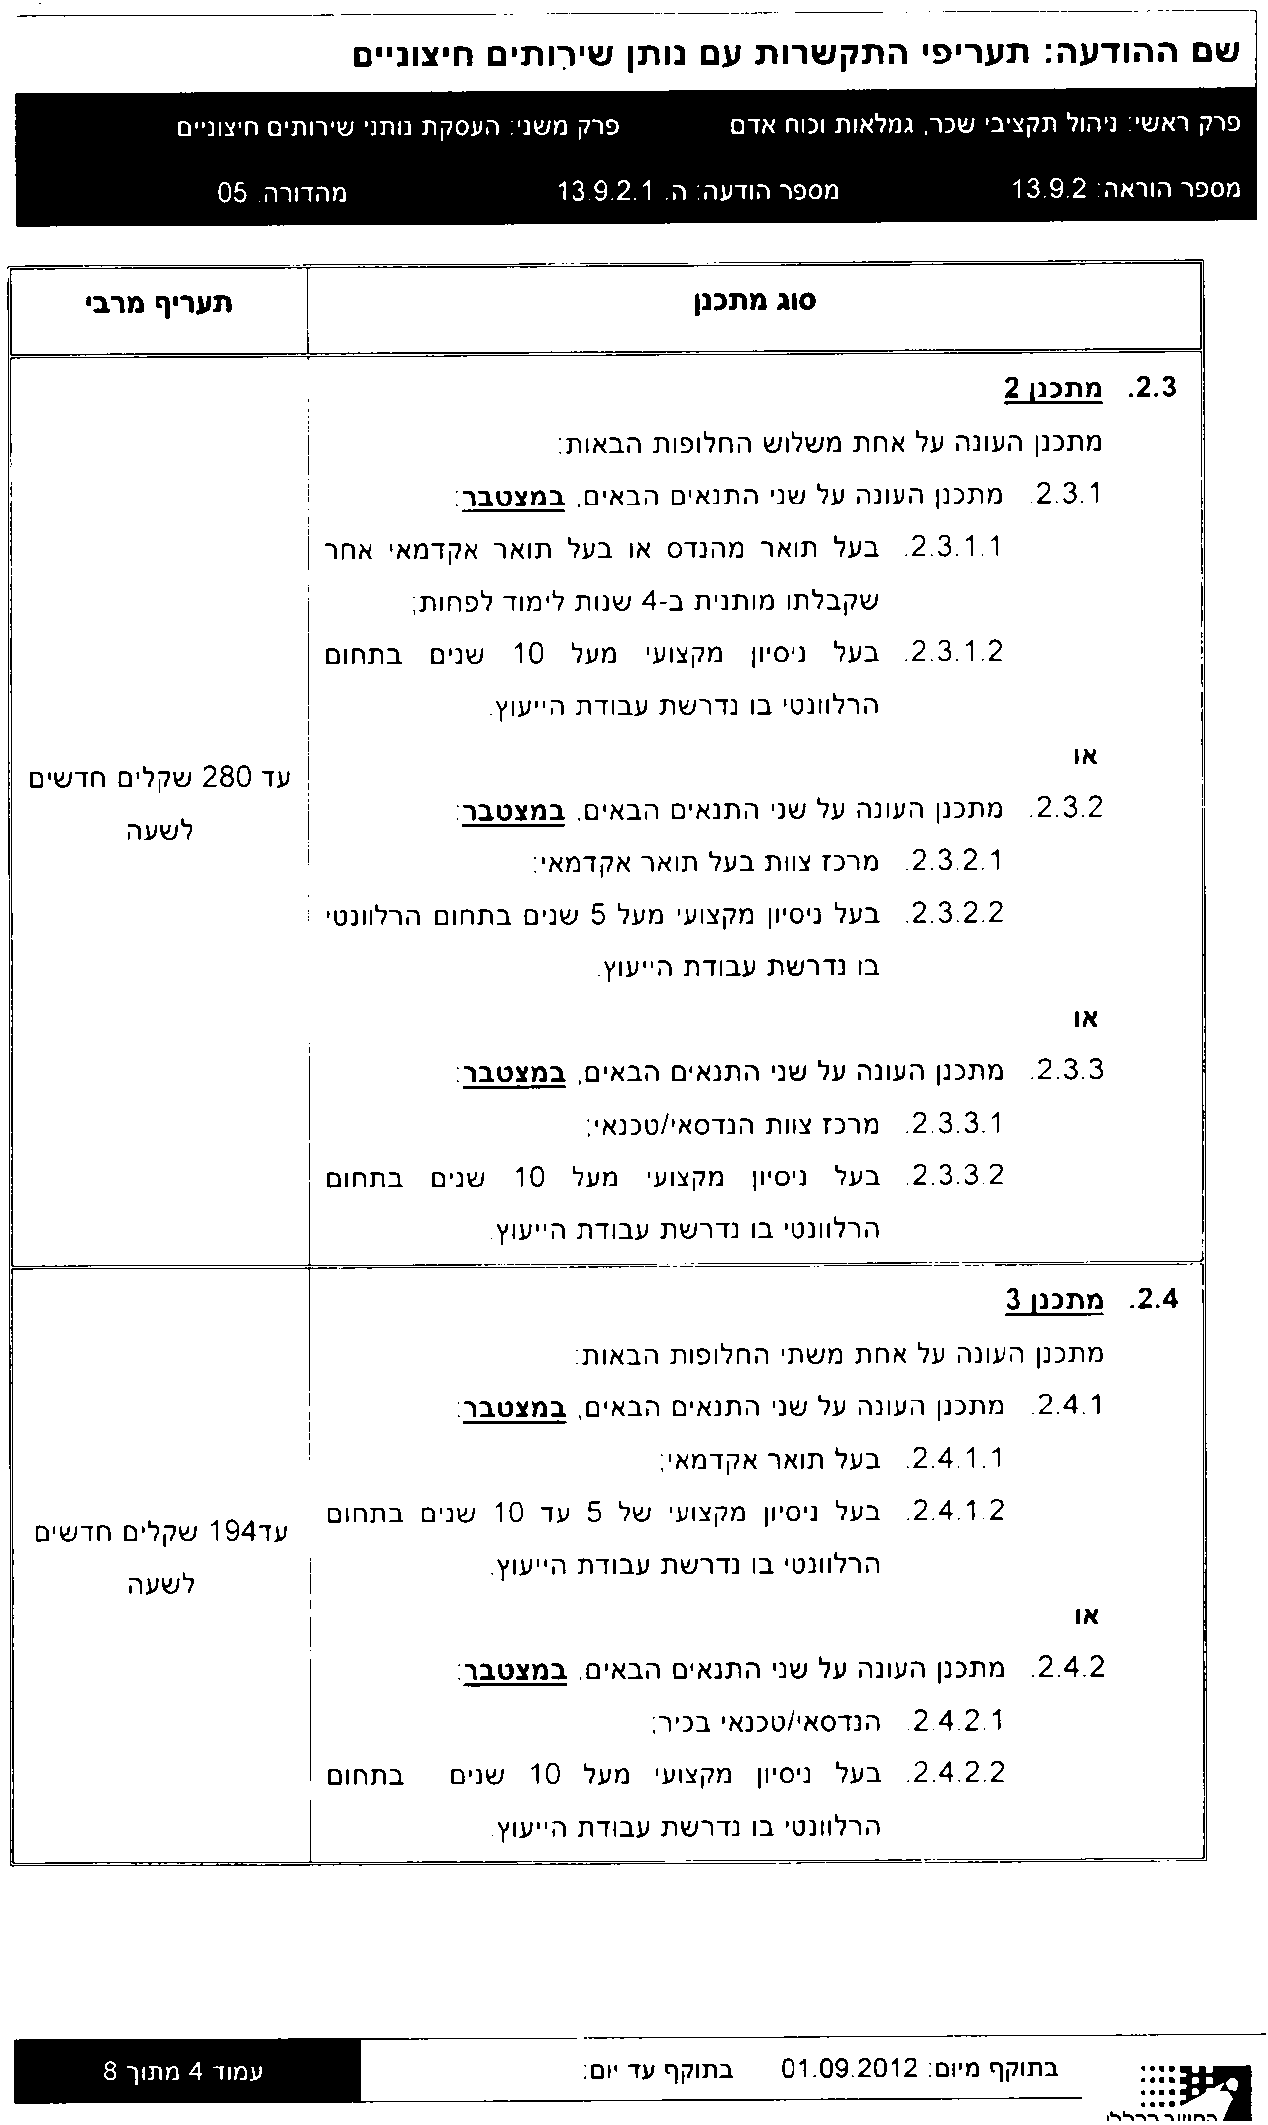 שם ההודעה: תעריפי התקשרות עם נותן שירותים חיצוניים
פרק ראשי: ניהול תקציבי שכר, גמלאות וכוח אדם פרק משני: העסקת נותני שירותים חיצוניים
מספר הוראה: 13.9.2 מספר הודעה: ה. 13.9.2.1 מהדורה: 05
סוג מתכנן תעריף מרבי
2.3. מתכנן 2
מתכנן העונה על אחת משלוש החלופות הבאות:
2.3.1. מתכנן העונה על שני התנאים הבאים, במצטבר:
2.3.1.1. בעל תואר מהנדס או בעל תואר אקדמאי אחר
שקבלתו מותנית ב-4 שנות לימוד לפחות;
2.3.1.2. בעל ניסיון מקצועי מעל 10 שנים בתחום
הרלוונטי בו נדרשת עבודת הייעוץ.
או
עד 280 שקלים חדשים
לשעה
2.3.2. מתכנן העונה על שני התנאים הבאים, במצטבר:
2.3.2.1. מרכז צוות בעל תואר אקדמאי;
2.3.2.2. בעל ניסיון מקצועי מעל 5 שנים בתחום הרלוונטי
בו נדרשת עבודת הייעוץ.
או
2.3.3. מתכנן העונה על שני התנאים הבאים, במצטבר:
2.3.3.1. מרכז צוות הנדסאי/טכנאי;
2.3.3.2. בעל ניסיון מקצועי מעל 10 שנים בתחום
הרלוונטי בו נדרשת עבודת הייעוץ.
2.4. מתכנן 3
מתכנן העונה על אחת משתי החלופות הבאות:
2.4.1. מתכנן העונה על שני התנאים הבאים, במצטבר:
2.4.1.1. בעל תואר אקדמאי;
2.4.1.2. בעל ניסיון מקצועי של 5 עד 10 שנים בתחום
הרלוונטי בו נדרשת עבודת הייעוץ.
עד194 שקלים חדשים
לשעה
או
2.4.2. מתכנן העונה על שני התנאים הבאים, במצטבר:
2.4.2.1. הנדסאי/טכנאי בכיר;
2.4.2.2. בעל ניסיון מקצועי מעל 10 שנים בתחום
הרלוונטי בו נדרשת עבודת הייעוץ.
בתוקף מיום: 01.09.2012 בתוקף עד יום: עמוד 4 מתוך 8